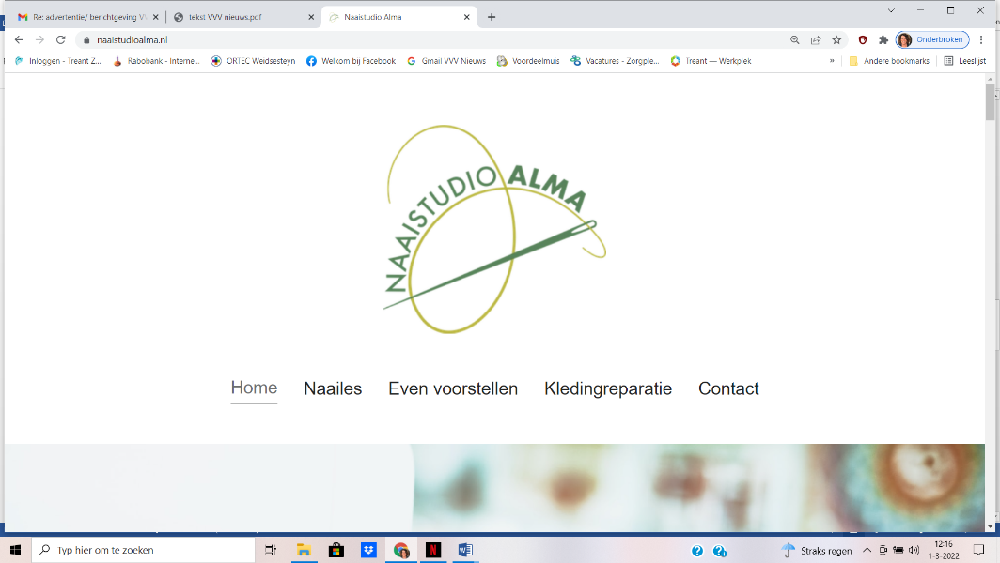 Re: advertentie/ berichtgeving VV
tekst VVV nieuws.pdf
Naaistudio Alma
naaistudioalma.nl
Onderbroken
Inloggen - Treant Z...
Rabobank - Interne...
ORTEC Weidsesteyn
Welkom bij Facebook
Gmail VVV Nieuws
Voordeelmuis
Vacatures - Zorgple...
Treant — Werkplek
»
Andere bookmarks
Leeslijst
NAAISTUDIO ALMA
Home
Naailes
Even voorstellen
Kledingreparatie
Contact
Typ hier om te zoeken
Straks regen
12:16
1-3-2022